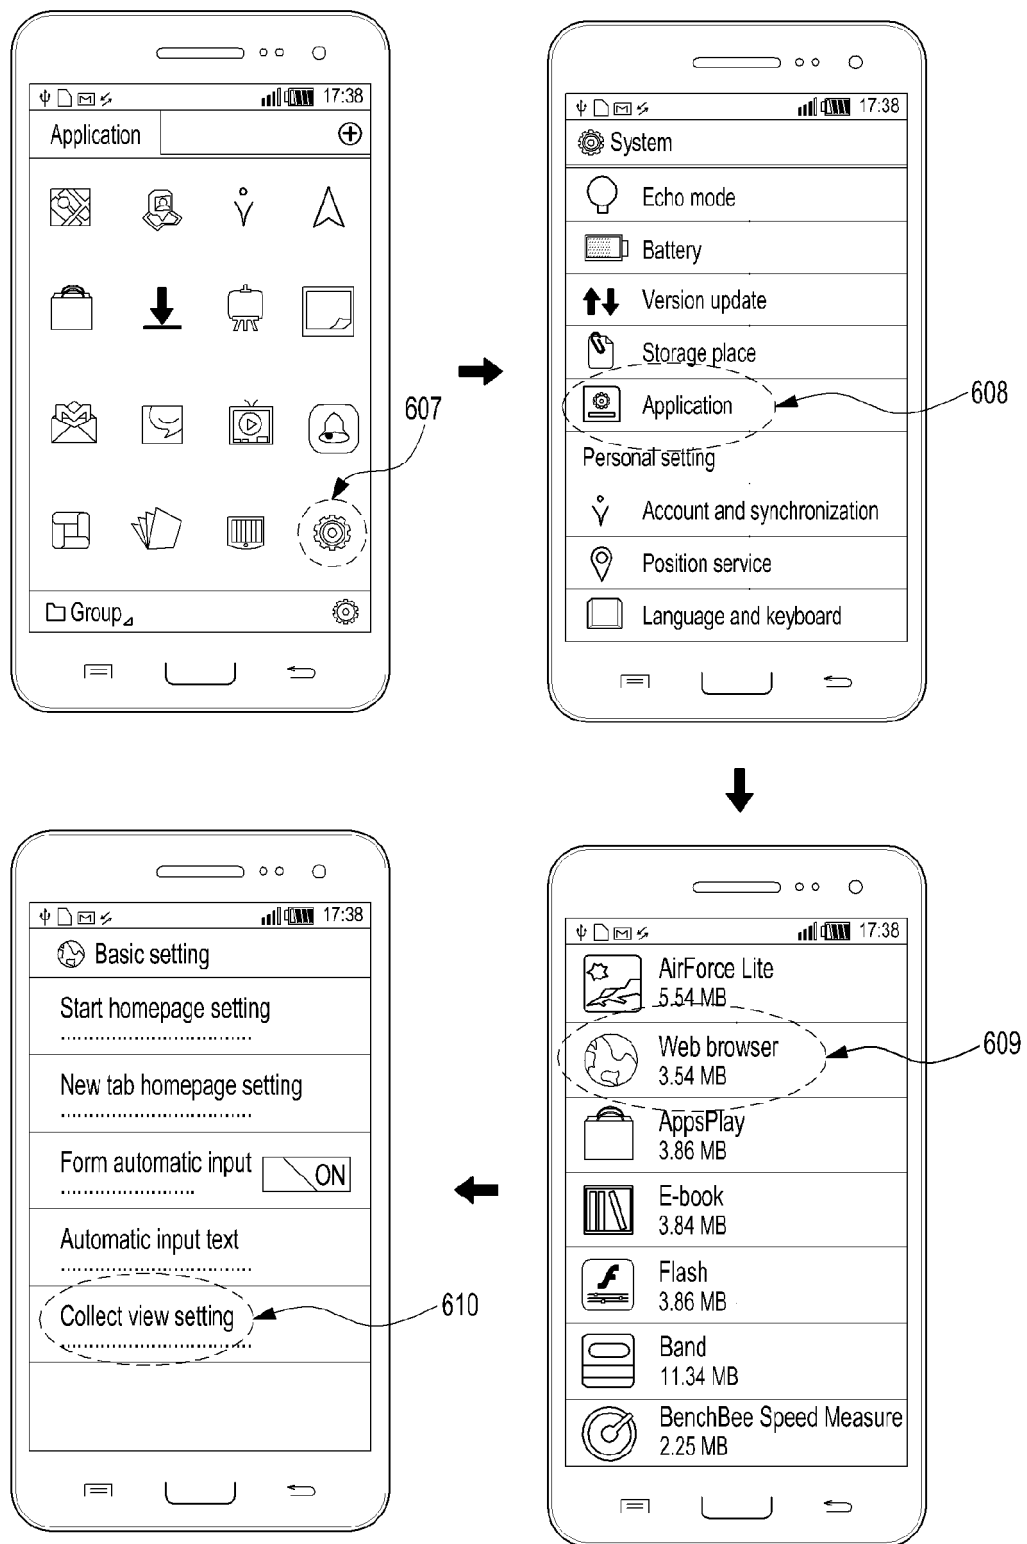 17:38
Application
607
Group
17:38
System
Echo mode
Battery
Version update
Storage place
Application
608
Personal setting
Account and synchronization
Position service
Language and keyboard
17:38
AirForce Lite
5.54 MB
Web browser
3.54 MB
609
AppsPlay
3.86 MB
E-book
3.84 MB
Flash
3.86 MB
Band
11.34 MB
BenchBee Speed Measure
2.25 MB
17:38
Basic setting
Start homepage setting
New tab homepage setting
Form automatic input ON
Automatic input text
Collect view setting
610